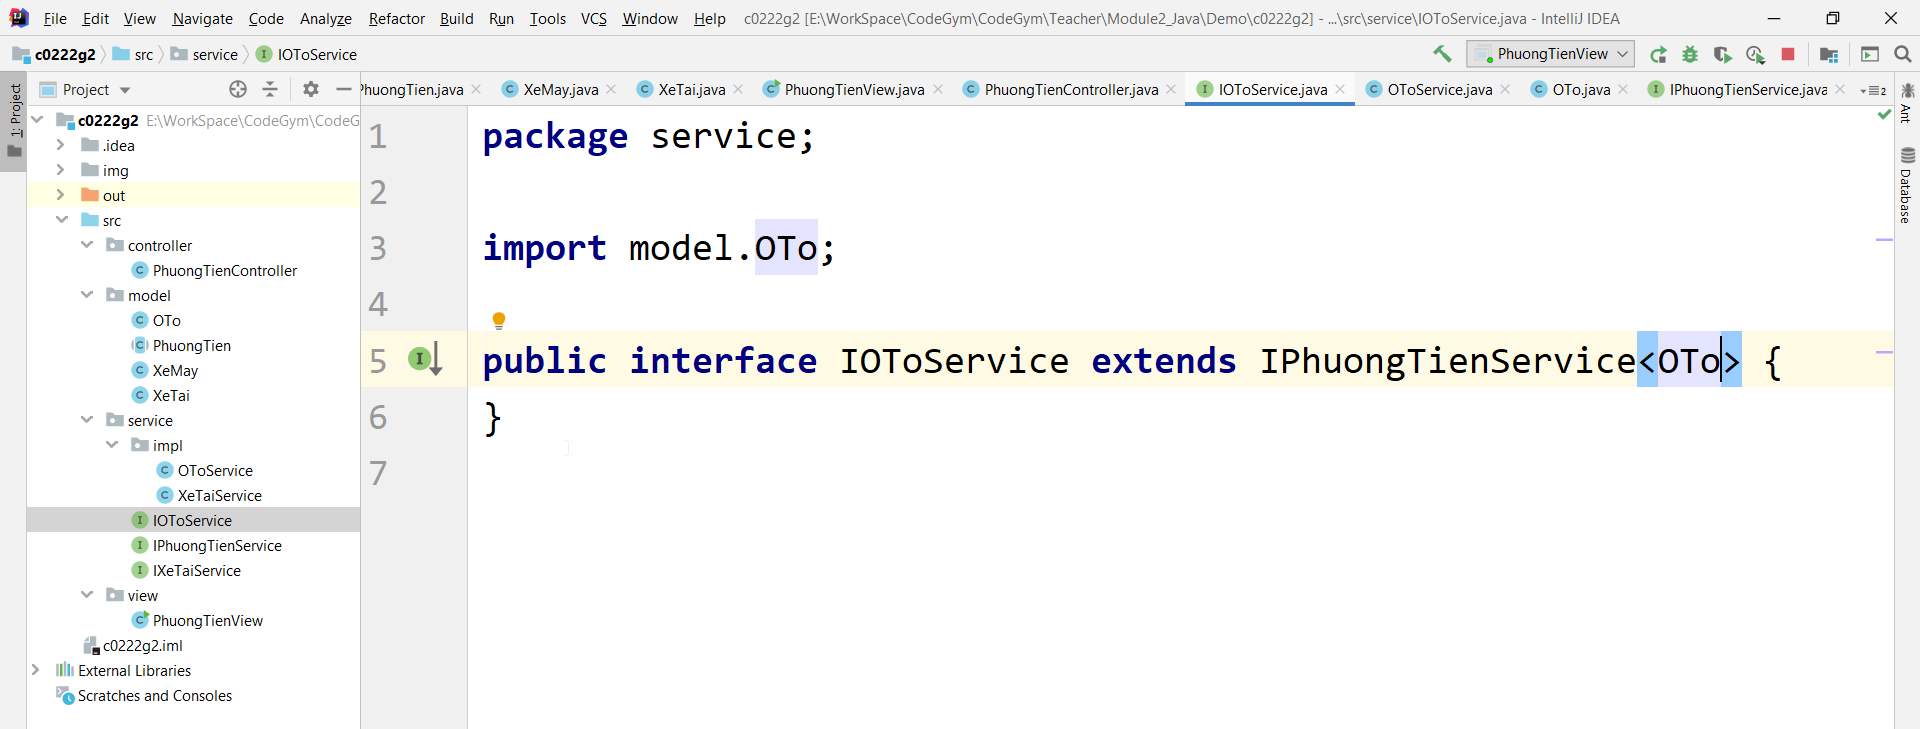 File Edit View Navigate Code Analyze Refactor Build Run Tools VCS Window Help c0222g2 [E:\WorkSpace\CodeGym\CodeGym\Teacher\Module2_Java\Demo\c0222g2] - ...\src\service\IOToService.java - IntelliJ IDEA
c0222g2 src service IOToService PhuongTienView
Project PhuongTien.java XeMay.java XeTai.java PhuongTienView.java PhuongTienController.java IOToService.java OToService.java OTo.java IPhuongTienService.java 2
1: Project
Ant
Database
c0222g2 E:\WorkSpace\CodeGym\CodeG
.idea
img
out
src
controller
PhuongTienController
model
OTo
PhuongTien
XeMay
XeTai
service
impl
OToService
XeTaiService
IOToService
IPhuongTienService
IXeTaiService
view
PhuongTienView
c0222g2.iml
External Libraries
Scratches and Consoles
1 package service;
2
3 import model.OTo;
4
5 public interface IOToService extends IPhuongTienService<OTo> {
6 }
7